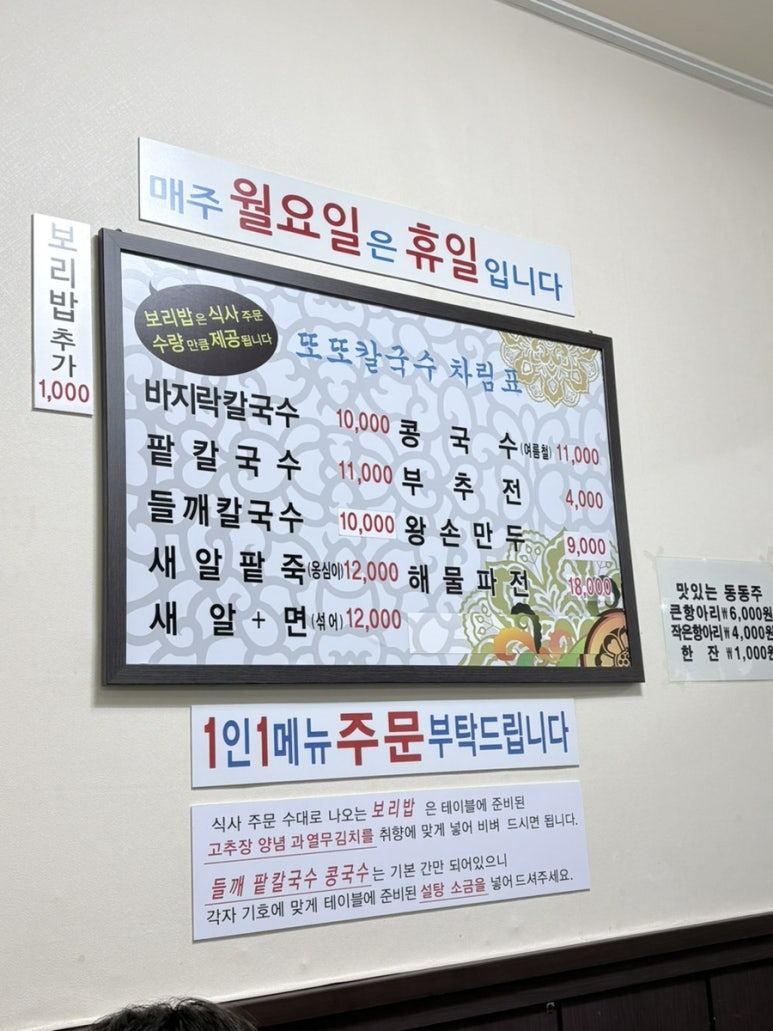 매주 월요일은 휴일입니다
보리밥추가
1,000
보리밥은 식사 주문
수량 만큼 제공됩니다
또또칼국수 차림표
바지락칼국수 10,000
팥칼국수 11,000
들깨칼국수 10,000
새알팥죽(옹심이) 12,000
새알+면(섞어) 12,000
콩국수(여름철) 11,000
부추전 4,000
왕손만두 9,000
해물파전 18,000
맛있는 동동주
큰항아리₩6,000원
작은항아리₩4,000원
한 잔 ₩1,000원
1인1메뉴주문부탁드립니다
식사 주문 수대로 나오는 보리밥 은 테이블에 준비된
고추장 양념 과열무김치를 취향에 맞게 넣어 비벼 드시면 됩니다.
들깨 팥칼국수 콩국수는 기본 간만 되어있으니
각자 기호에 맞게 테이블에 준비된 설탕 소금을 넣어드셔주세요.